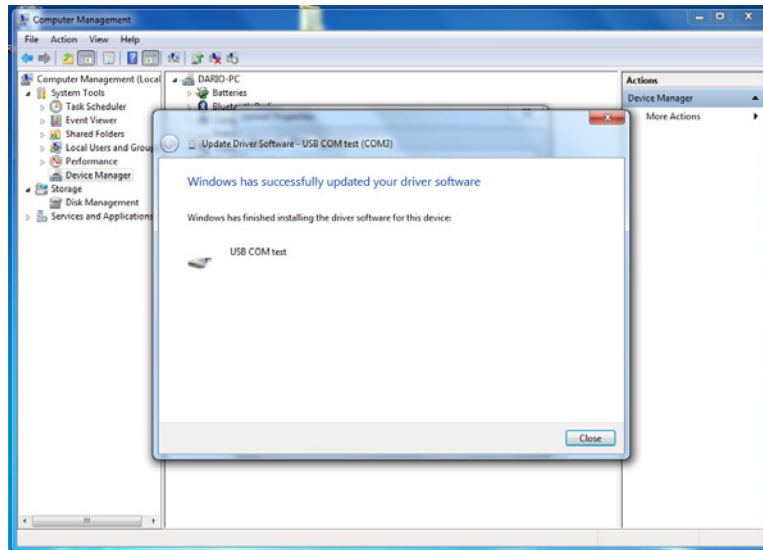 Computer Management
File Action View Help
Computer Management (Local
System Tools
Task Scheduler
Event Viewer
Shared Folders
Local Users and Group
Performance
Device Manager
Storage
Disk Management
Services and Applications
DARIO-PC
Batteries
Update Driver Software - USB COM test (COM3)
Windows has successfully updated your driver software
Windows has finished installing the driver software for this device:
USB COM test
Close
Actions
Device Manager
More Actions